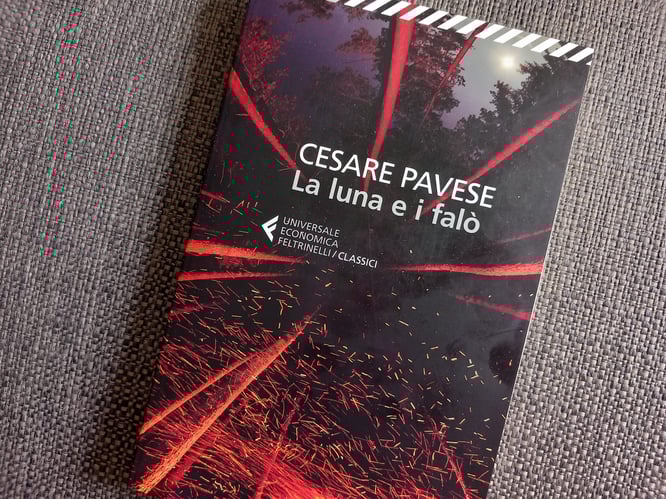 CESARE PAVESE
La luna e i falò
UNIVERSALE
ECONOMICA
FELTRINELLI/CLASSICI